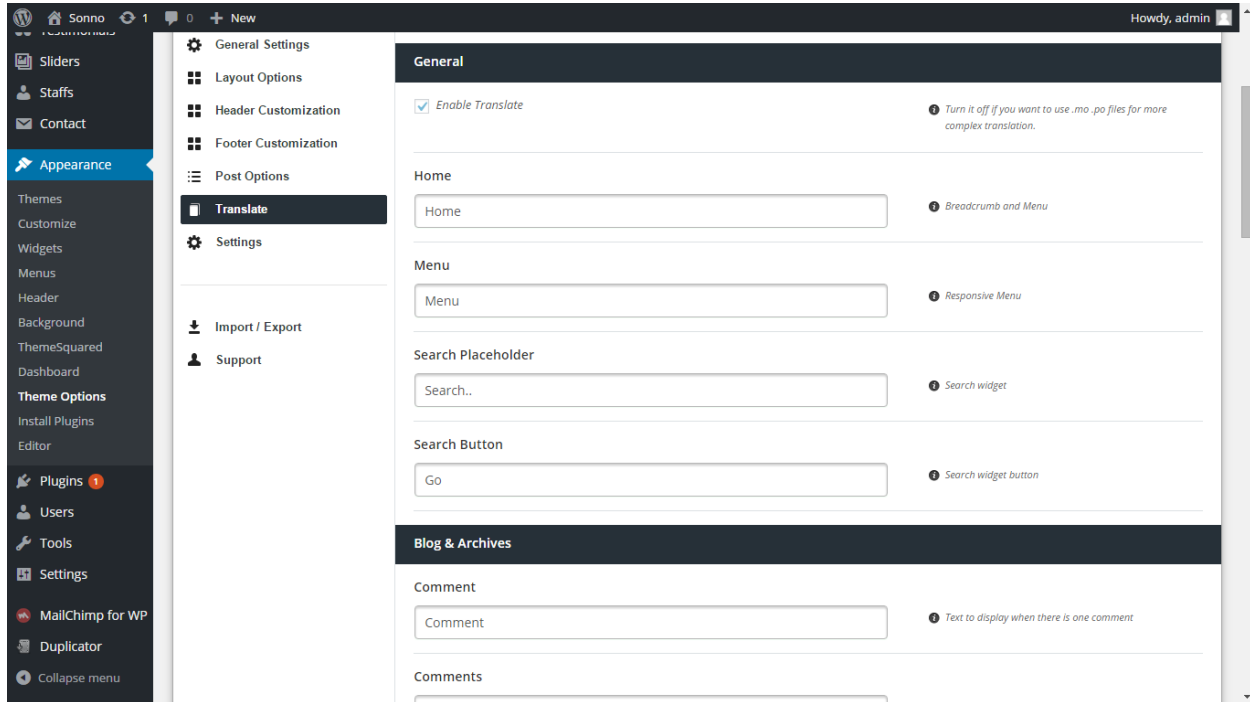 Sonno 1 0 New
Howdy, admin
Testimonials
Sliders
Staffs
Contact
Appearance
Themes
Customize
Widgets
Menus
Header
Background
ThemeSquared
Dashboard
Theme Options
Install Plugins
Editor
Plugins 1
Users
Tools
Settings
MailChimp for WP
Duplicator
Collapse menu
General Settings
Layout Options
Header Customization
Footer Customization
Post Options
Translate
Settings
Import / Export
Support
General
Enable Translate
Turn it off if you want to use .mo .po files for more
complex translation.
Home
Home
Breadcrumb and Menu
Menu
Menu
Responsive Menu
Search Placeholder
Search..
Search widget
Search Button
Go
Search widget button
Blog & Archives
Comment
Comment
Text to display when there is one comment
Comments